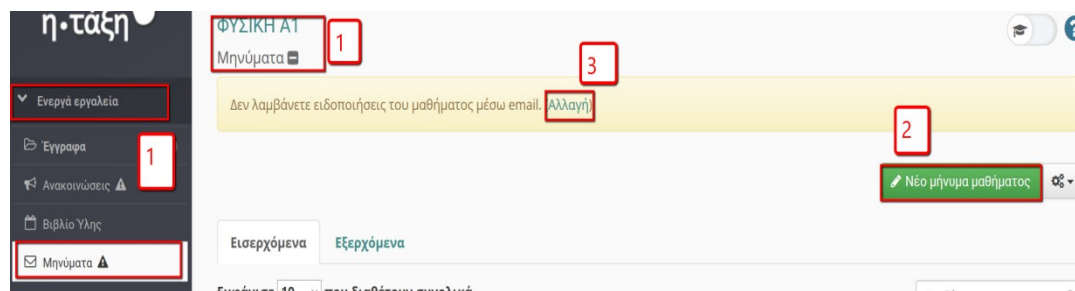 η•τάξη
Ενεργά εργαλεία
Έγγραφα
1
Ανακοινώσεις
Βιβλίο Ύλης
Μηνύματα
ΦΥΣΙΚΗ Α1
1
Μηνύματα
3
Δεν λαμβάνετε ειδοποιήσεις του μαθήματος μέσω email. (Αλλαγή)
2
Νέο μήνυμα μαθήματος
Εισερχόμενα Εξερχόμενα